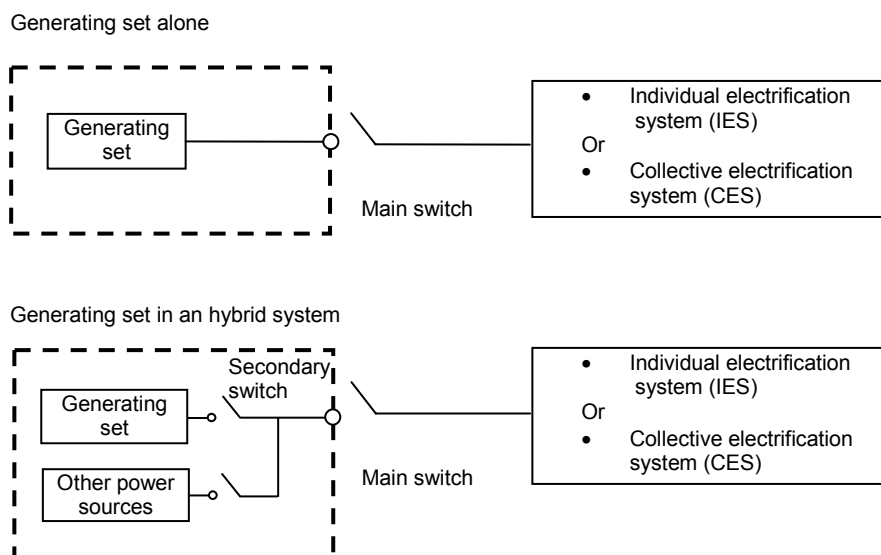 Generating set alone
Generating
set
Main switch
• Individual electrification
system (IES)
Or
• Collective electrification
system (CES)
Generating set in an hybrid system
Secondary
switch
Generating
set
Other power
sources
Main switch
• Individual electrification
system (IES)
Or
• Collective electrification
system (CES)